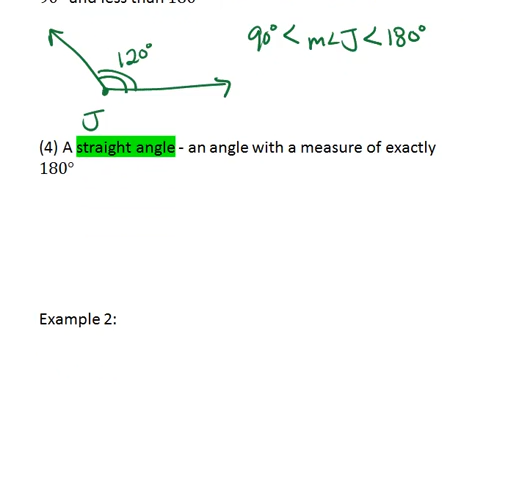 120°
90° < m∠J < 180°
J
(4) A straight angle - an angle with a measure of exactly
180°
Example 2: